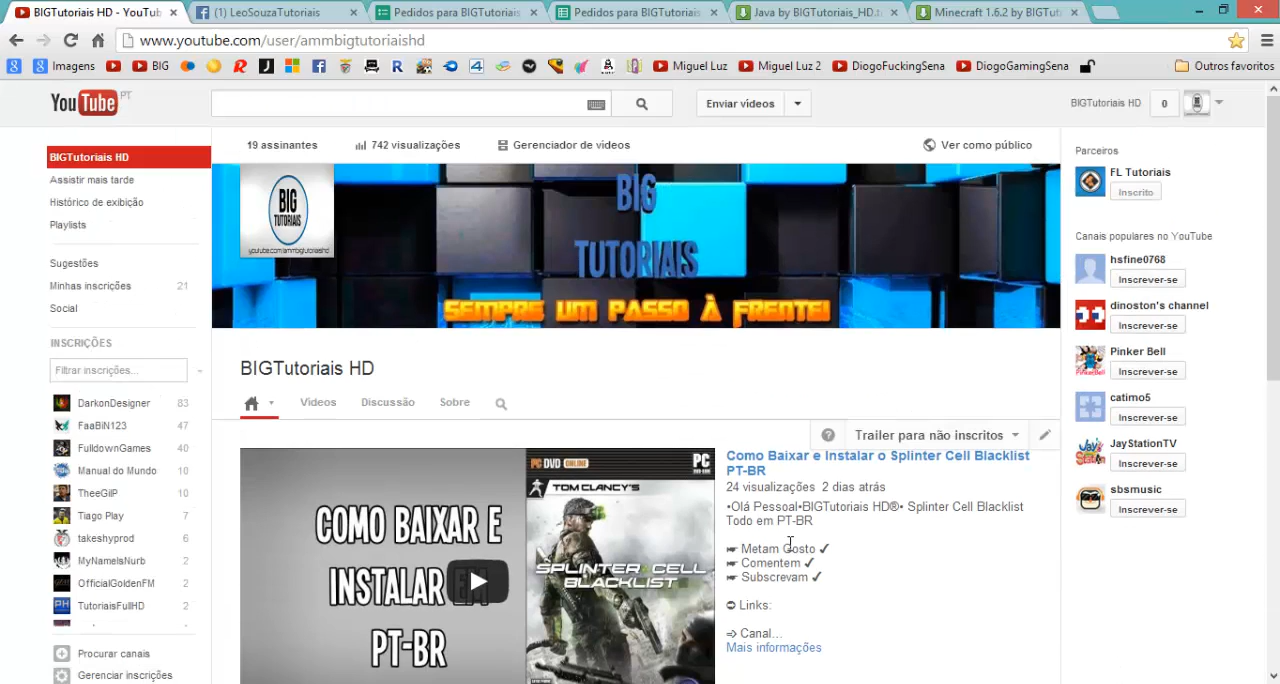 BIGTutoriais HD - YouTub
(1) LeoSouzaTutoriais
Pedidos para BIGTutoriais
Pedidos para BIGTutoriais
Java by BIGTutoriais_HD.tu
Minecraft 1.6.2 by BIGTut
www.youtube.com/user/ammbigtutoriaishd
Imagens
BIG
Miguel Luz
Miguel Luz 2
DiogoFuckingSena
DiogoGamingSena
Outros favoritos
YouTube PT
Enviar vídeos
BIGTutoriais HD
0
BIGTutoriais HD
Assistir mais tarde
Histórico de exibição
Playlists
Sugestões
Minhas inscrições 21
Social
INSCRIÇÕES
Filtrar inscrições...
DarkonDesigner 83
FaaBiN123 47
FulldownGames 40
Manual do Mundo 10
TheeGilP 10
Tiago Play 7
takeshyprod 6
MyNameIsNurb 2
OfficialGoldenFM 2
TutoriaisFullHD 2
Procurar canais
Gerenciar inscrições
19 assinantes
742 visualizações
Gerenciador de vídeos
Ver como público
BIG
TUTORIAIS
youtube.com/ammbigtutoriaishd
BIG
TUTORIAIS
SEMPRE UM PASSO À FRENTE!
BIGTutoriais HD
Vídeos
Discussão
Sobre
Trailer para não inscritos
COMO BAIXAR E
INSTALAR EM
PT-BR
PC DVD ONLINE
PC
TOM CLANCY'S
SPLINTER CELL
BLACKLIST
Como Baixar e Instalar o Splinter Cell Blacklist
PT-BR
24 visualizações 2 dias atrás
•Olá Pessoal•BIGTutoriais HD®• Splinter Cell Blacklist
Todo em PT-BR
☛ Metam Gosto ✔
☛ Comentem ✔
☛ Subscrevam ✔
➲ Links:
⇨ Canal...
Mais informações
Parceiros
FL Tutoriais
Inscrito
Canais populares no YouTube
hsfine0768
Inscrever-se
dinoston's channel
Inscrever-se
Pinker Bell
Inscrever-se
catimo5
Inscrever-se
JayStationTV
Inscrever-se
sbsmusic
Inscrever-se